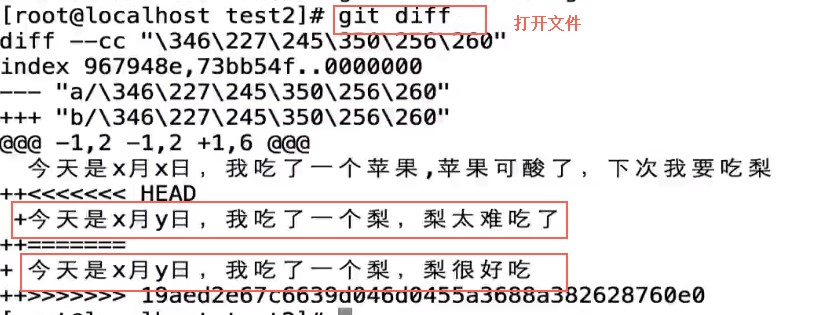 [root@localhost test2]# git diff 打开文件
diff --cc "\346\227\245\350\256\260"
index 967948e,73bb54f..0000000
--- "a/\346\227\245\350\256\260"
+++ "b/\346\227\245\350\256\260"
@@@ -1,2 -1,2 +1,6 @@@
  今天是x月x日，我吃了一个苹果,苹果可酸了，下次我要吃梨
++<<<<<<< HEAD
 +今天是x月y日，我吃了一个梨，梨太难吃了
++=======
+ 今天是x月y日，我吃了一个梨，梨很好吃
++>>>>>>> 19aed2e67c6639d046d0455a3688a382628760e0
[root@localhost test2]#